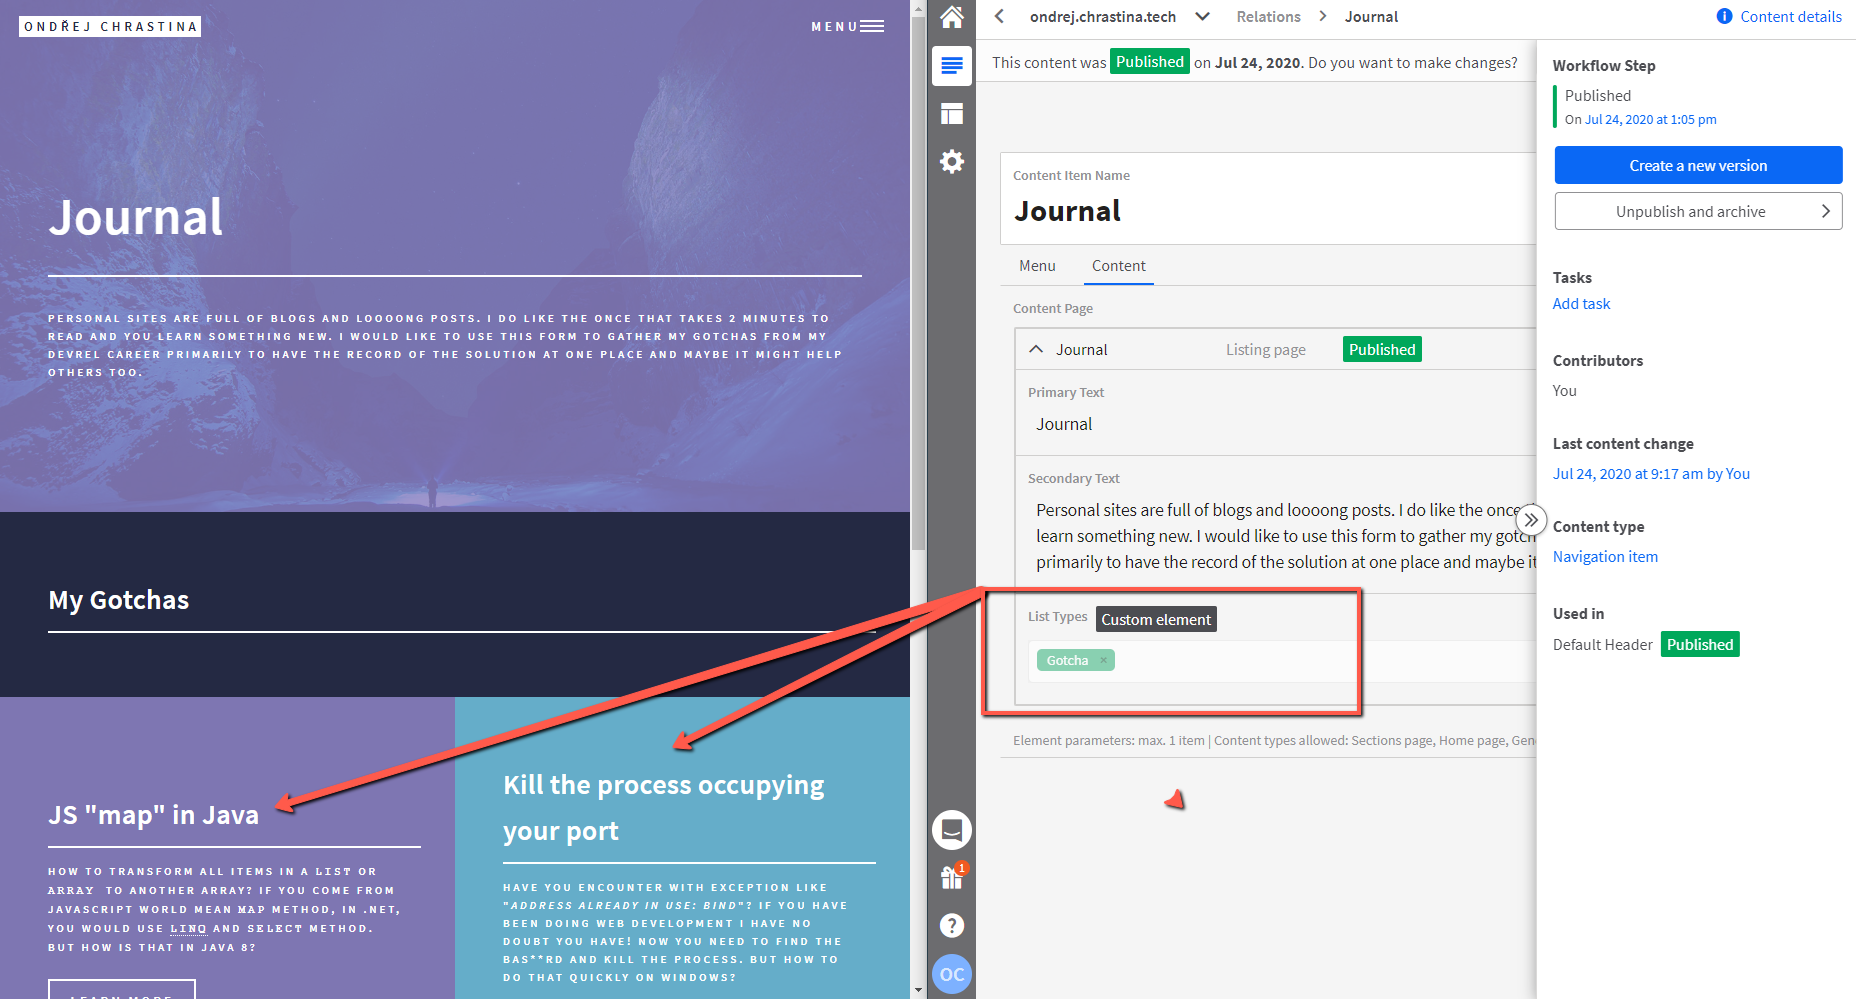 ONDŘEJ CHRASTINA
MENU
Journal
PERSONAL SITES ARE FULL OF BLOGS AND LOOOONG POSTS. I DO LIKE THE ONCE THAT TAKES 2 MINUTES TO
READ AND YOU LEARN SOMETHING NEW. I WOULD LIKE TO USE THIS FORM TO GATHER MY GOTCHAS FROM MY
DEVREL CAREER PRIMARILY TO HAVE THE RECORD OF THE SOLUTION AT ONE PLACE AND MAYBE IT MIGHT HELP
OTHERS TOO.
My Gotchas
JS "map" in Java
HOW TO TRANSFORM ALL ITEMS IN A LIST OR
ARRAY TO ANOTHER ARRAY? IF YOU COME FROM
JAVASCRIPT WORLD MEAN MAP METHOD, IN .NET,
YOU WOULD USE LINQ AND SELECT METHOD.
BUT HOW IS THAT IN JAVA 8?
LEARN MORE
Kill the process occupying
your port
HAVE YOU ENCOUNTER WITH EXCEPTION LIKE
"ADDRESS ALREADY IN USE: BIND"? IF YOU HAVE
BEEN DOING WEB DEVELOPMENT I HAVE NO
DOUBT YOU HAVE! NOW YOU NEED TO FIND THE
BAS**RD AND KILL THE PROCESS. BUT HOW TO
DO THAT QUICKLY ON WINDOWS?
1
?
OC
ondrej.chrastina.tech
Relations > Journal
Content details
This content was Published on Jul 24, 2020. Do you want to make changes?
Content Item Name
Journal
Menu
Content
Content Page
Journal
Listing page
Published
Primary Text
Journal
Secondary Text
Personal sites are full of blogs and loooong posts. I do like the once
learn something new. I would like to use this form to gather my gotch
primarily to have the record of the solution at one place and maybe it
List Types
Custom element
Gotcha ×
Element parameters: max. 1 item | Content types allowed: Sections page, Home page, Gen
Workflow Step
Published
On Jul 24, 2020 at 1:05 pm
Create a new version
Unpublish and archive
Tasks
Add task
Contributors
You
Last content change
Jul 24, 2020 at 9:17 am by You
Content type
Navigation item
Used in
Default Header Published